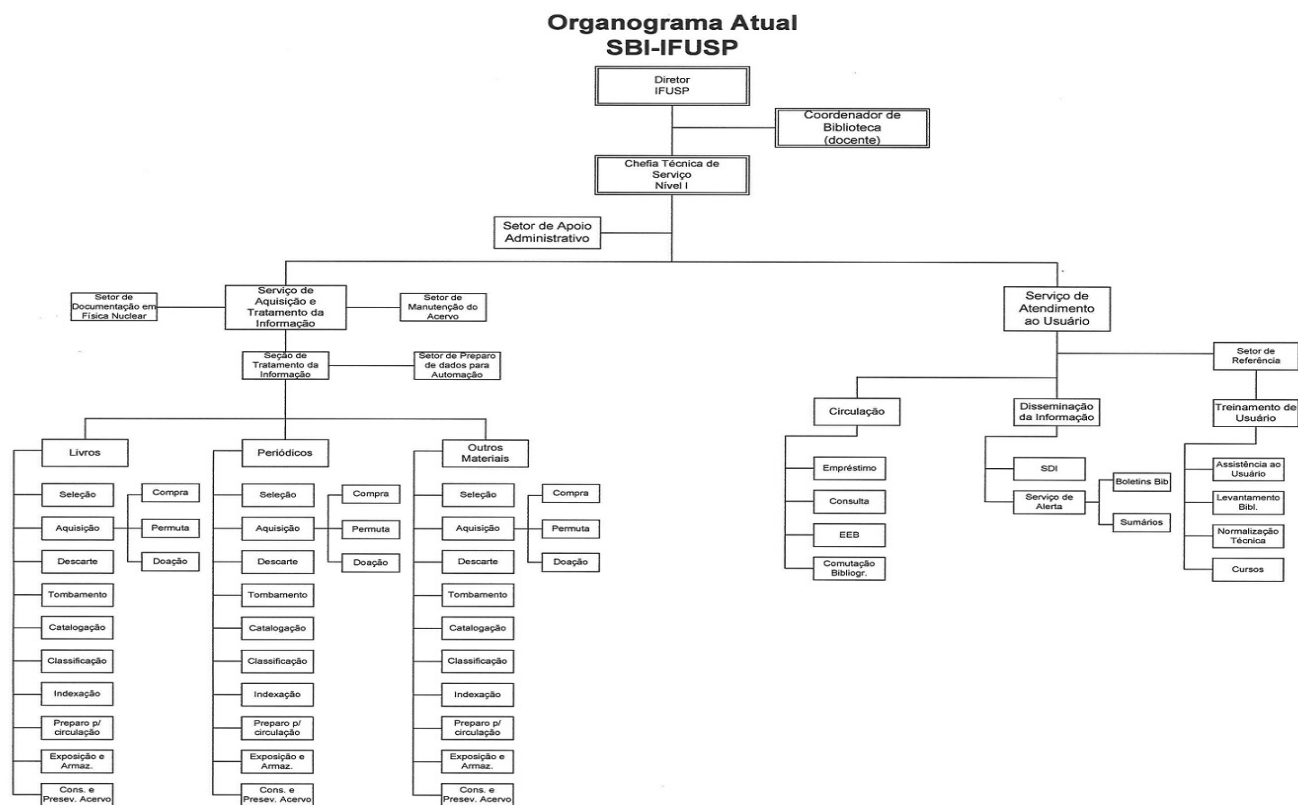 Organograma Atual
SBI-IFUSP
Diretor
IFUSP
Coordenador de
Biblioteca
(docente)
Chefia Técnica de
Serviço
Nível I
Setor de Apoio
Administrativo
Setor de
Documentação em
Física Nuclear
Serviço de
Aquisição e
Tratamento da
Informação
Setor de
Manutenção do
Acervo
Serviço de
Atendimento
ao Usuário
Seção de
Tratamento da
Informação
Setor de Preparo
de dados para
Automação
Setor de
Referência
Circulação
Disseminação
da Informação
Treinamento de
Usuário
Livros
Seleção
Aquisição
Compra
Permuta
Doação
Descarte
Tombamento
Catalogação
Classificação
Indexação
Preparo p/
circulação
Exposição e
Armaz.
Cons. e
Presev. Acervo
Periódicos
Seleção
Aquisição
Compra
Permuta
Doação
Descarte
Tombamento
Catalogação
Classificação
Indexação
Preparo p/
circulação
Exposição e
Armaz.
Cons. e
Presev. Acervo
Outros
Materiais
Seleção
Aquisição
Compra
Permuta
Doação
Descarte
Tombamento
Catalogação
Classificação
Indexação
Preparo p/
circulação
Exposição e
Armaz.
Cons. e
Presev. Acervo
Empréstimo
Consulta
EEB
Comutação
Bibliogr.
SDI
Serviço de
Alerta
Boletins Bib
Sumários
Assistência ao
Usuário
Levantamento
Bibl.
Normalização
Técnica
Cursos